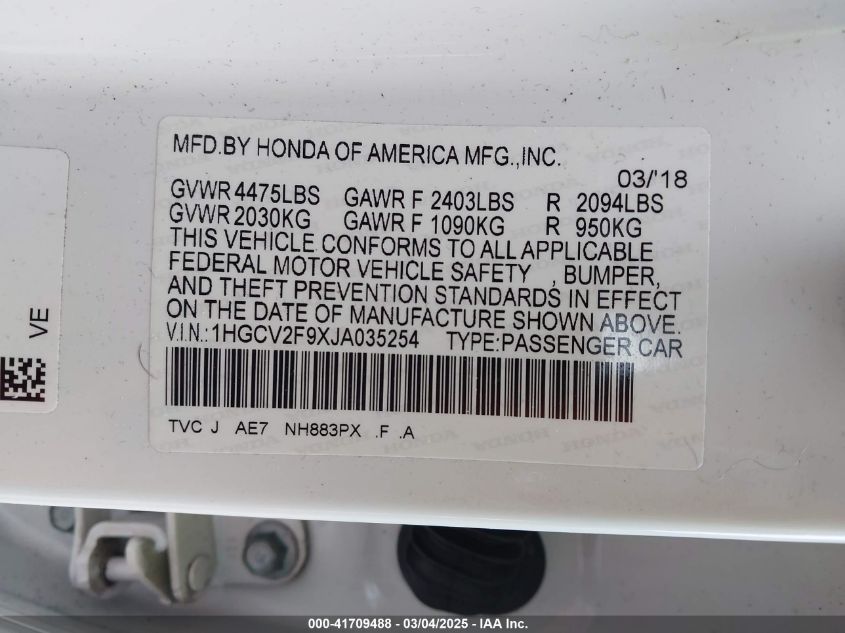 MFD.BY HONDA OF AMERICA MFG.,INC.
03/'18
GVWR 4475LBS GAWR F 2403LBS R 2094LBS
GVWR 2030KG GAWR F 1090KG R 950KG
THIS VEHICLE CONFORMS TO ALL APPLICABLE
FEDERAL MOTOR VEHICLE SAFETY , BUMPER,
AND THEFT PREVENTION STANDARDS IN EFFECT
ON THE DATE OF MANUFACTURE SHOWN ABOVE.
V.I.N.: 1HGCV2F9XJA035254 TYPE:PASSENGER CAR
TVC J AE7 NH883PX .F .A
VE
000-41709488 - 03/04/2025 - IAA Inc.